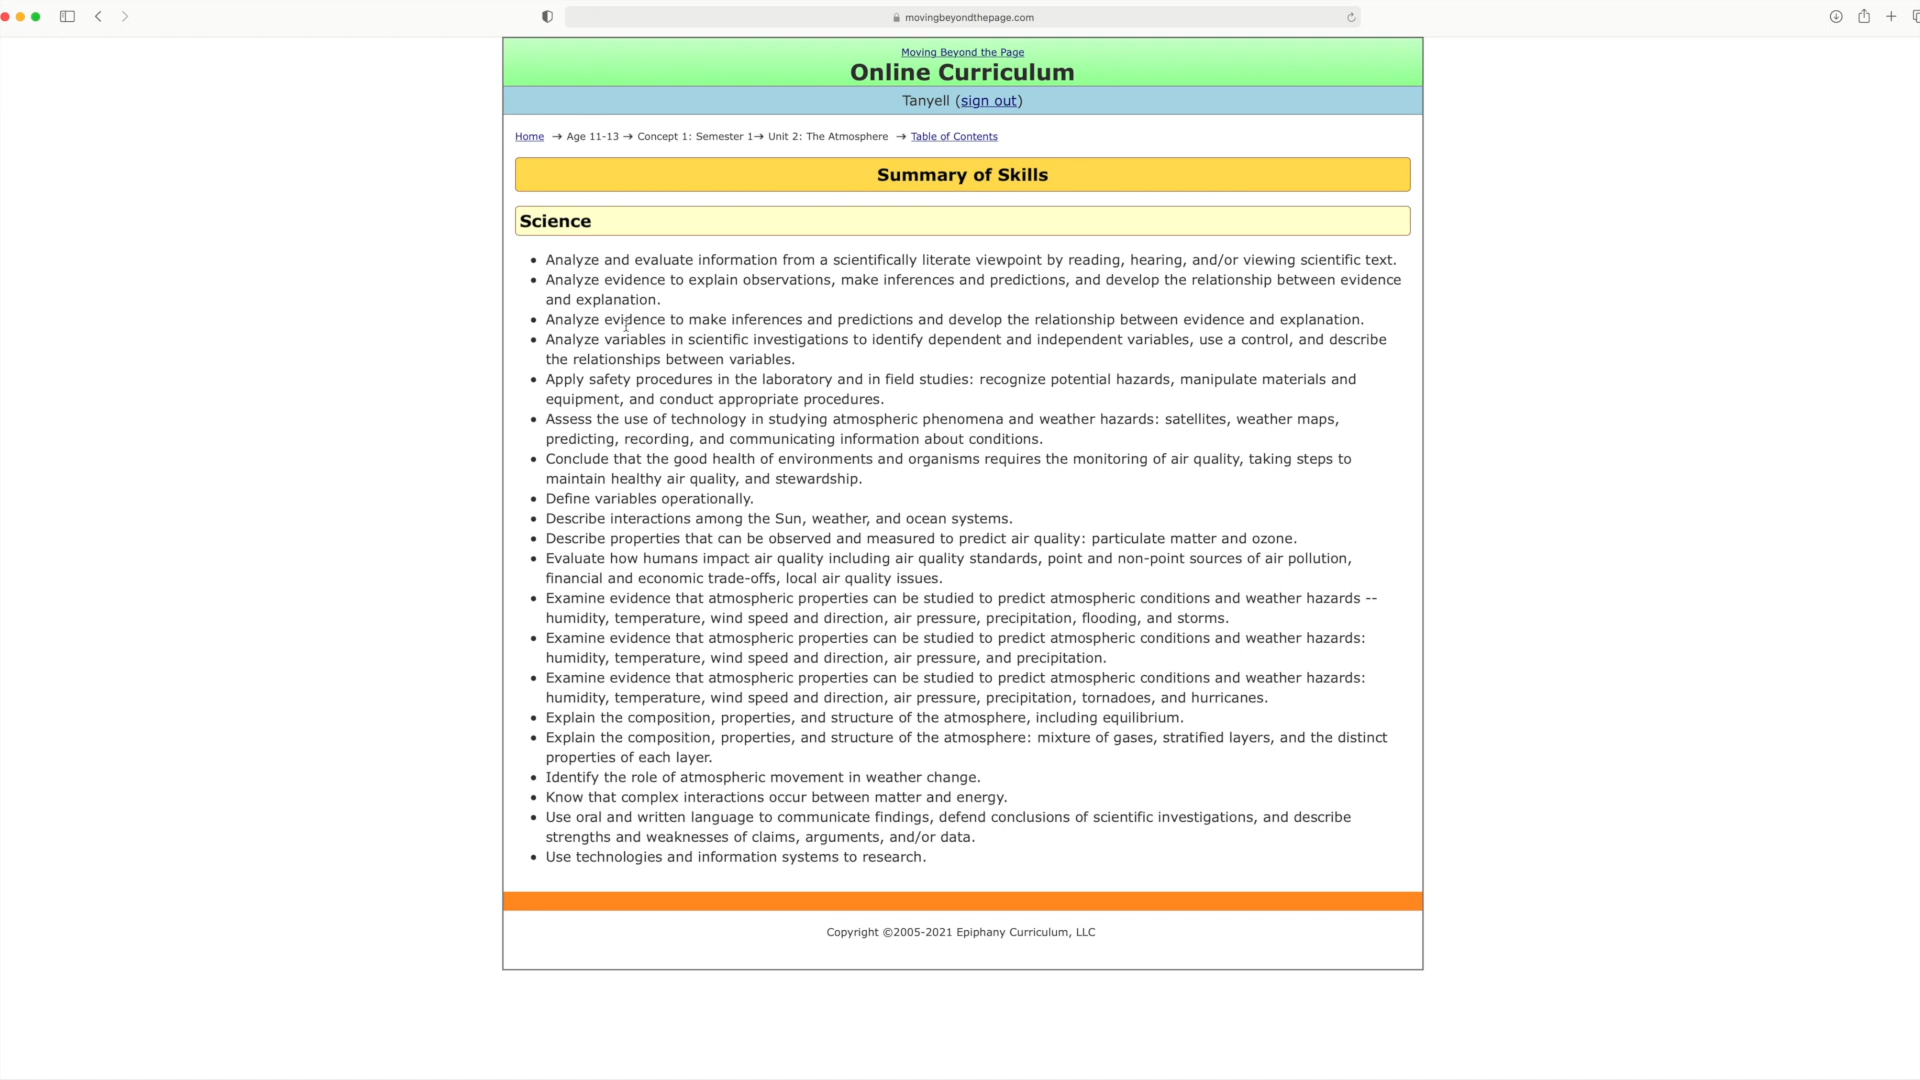 movingbeyondthepage.com
Moving Beyond the Page
Online Curriculum
Tanyell (sign out)
Home → Age 11-13 → Concept 1: Semester 1→ Unit 2: The Atmosphere → Table of Contents
Summary of Skills
Science
• Analyze and evaluate information from a scientifically literate viewpoint by reading, hearing, and/or viewing scientific text.
• Analyze evidence to explain observations, make inferences and predictions, and develop the relationship between evidence
and explanation.
• Analyze evidence to make inferences and predictions and develop the relationship between evidence and explanation.
• Analyze variables in scientific investigations to identify dependent and independent variables, use a control, and describe
the relationships between variables.
• Apply safety procedures in the laboratory and in field studies: recognize potential hazards, manipulate materials and
equipment, and conduct appropriate procedures.
• Assess the use of technology in studying atmospheric phenomena and weather hazards: satellites, weather maps,
predicting, recording, and communicating information about conditions.
• Conclude that the good health of environments and organisms requires the monitoring of air quality, taking steps to
maintain healthy air quality, and stewardship.
• Define variables operationally.
• Describe interactions among the Sun, weather, and ocean systems.
• Describe properties that can be observed and measured to predict air quality: particulate matter and ozone.
• Evaluate how humans impact air quality including air quality standards, point and non-point sources of air pollution,
financial and economic trade-offs, local air quality issues.
• Examine evidence that atmospheric properties can be studied to predict atmospheric conditions and weather hazards --
humidity, temperature, wind speed and direction, air pressure, precipitation, flooding, and storms.
• Examine evidence that atmospheric properties can be studied to predict atmospheric conditions and weather hazards:
humidity, temperature, wind speed and direction, air pressure, and precipitation.
• Examine evidence that atmospheric properties can be studied to predict atmospheric conditions and weather hazards:
humidity, temperature, wind speed and direction, air pressure, precipitation, tornadoes, and hurricanes.
• Explain the composition, properties, and structure of the atmosphere, including equilibrium.
• Explain the composition, properties, and structure of the atmosphere: mixture of gases, stratified layers, and the distinct
properties of each layer.
• Identify the role of atmospheric movement in weather change.
• Know that complex interactions occur between matter and energy.
• Use oral and written language to communicate findings, defend conclusions of scientific investigations, and describe
strengths and weaknesses of claims, arguments, and/or data.
• Use technologies and information systems to research.
Copyright ©2005-2021 Epiphany Curriculum, LLC